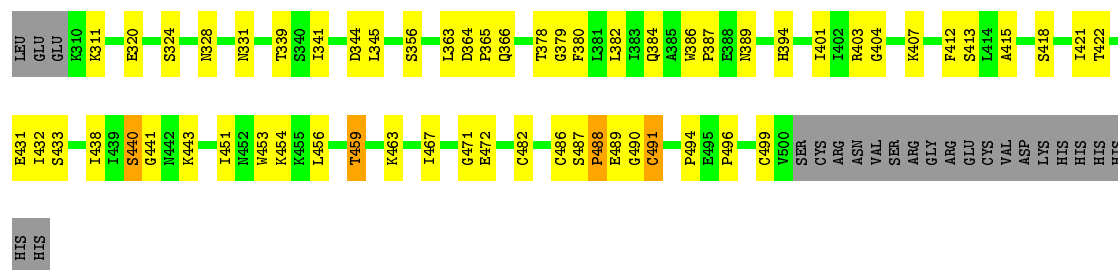 LEU GLU GLU K310 K311 E320 S324 N328 N331 T339 S340 I341 D344 L345 S356 L363 D364 P365 Q366 T378 G379 F380 L381 L382 I383 Q384 A385 W386 P387 E388 N389 H394 I401 I402 R403 G404 K407 F412 S413 L414 A415 S418 I421 T422
E431 I432 S433 I438 I439 S440 G441 N442 K443 I451 N452 W453 K454 K455 L456 T459 K463 I467 G471 E472 C482 C486 S487 P488 E489 G490 C491 P494 E495 P496 C499 V500 SER CYS ARG ASN VAL SER ARG GLY ARG GLU CYS VAL ASP LYS HIS HIS HIS HIS
HIS HIS